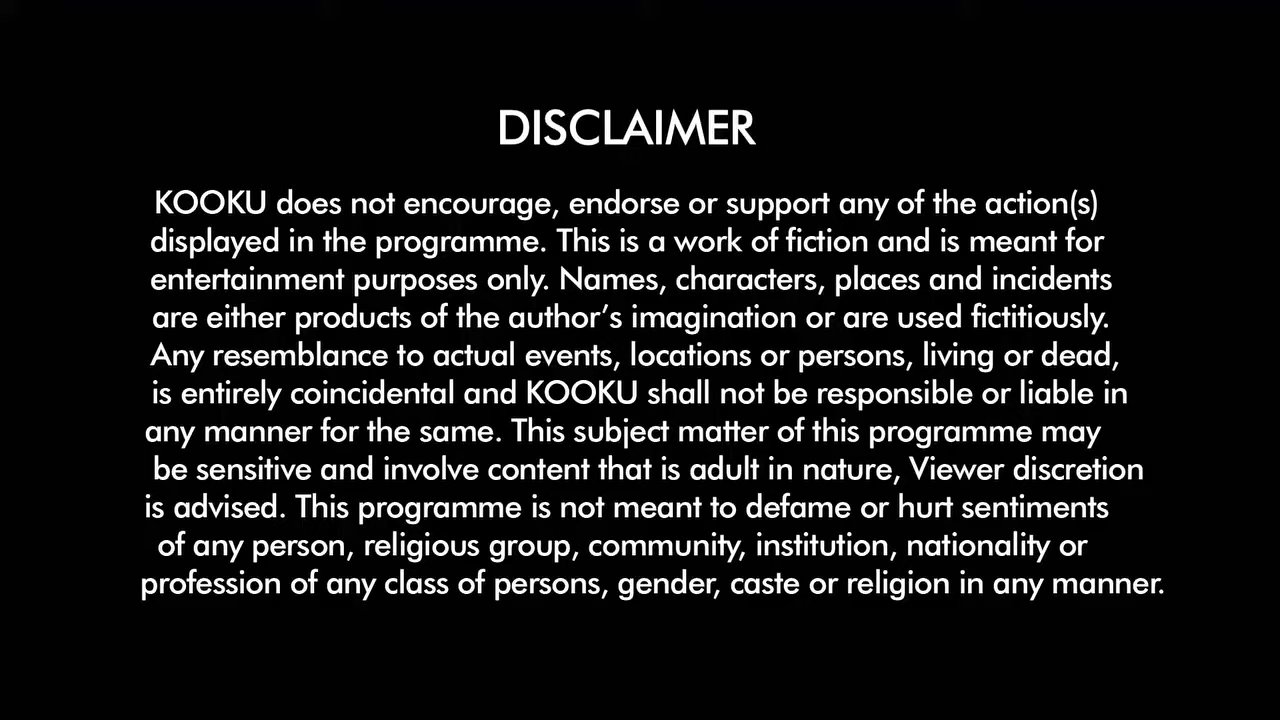 DISCLAIMER
KOOKU does not encourage, endorse or support any of the action(s)
displayed in the programme. This is a work of fiction and is meant for
entertainment purposes only. Names, characters, places and incidents
are either products of the author’s imagination or are used fictitiously.
Any resemblance to actual events, locations or persons, living or dead,
is entirely coincidental and KOOKU shall not be responsible or liable in
any manner for the same. This subject matter of this programme may
be sensitive and involve content that is adult in nature, Viewer discretion
is advised. This programme is not meant to defame or hurt sentiments
of any person, religious group, community, institution, nationality or
profession of any class of persons, gender, caste or religion in any manner.